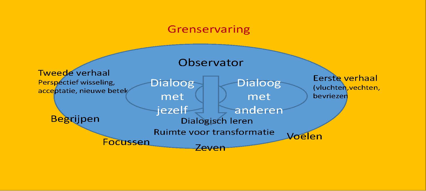 Grenservaring
Observator
Tweede verhaal
Perspectief wisseling,
acceptatie, nieuwe betek
Dialoog
met
jezelf
Dialoog
met
anderen
Eerste verhaal
(vluchten,vechten,
bevriezen
Dialogisch leren
Ruimte voor transformatie
Begrijpen
Focussen
Zeven
Voelen